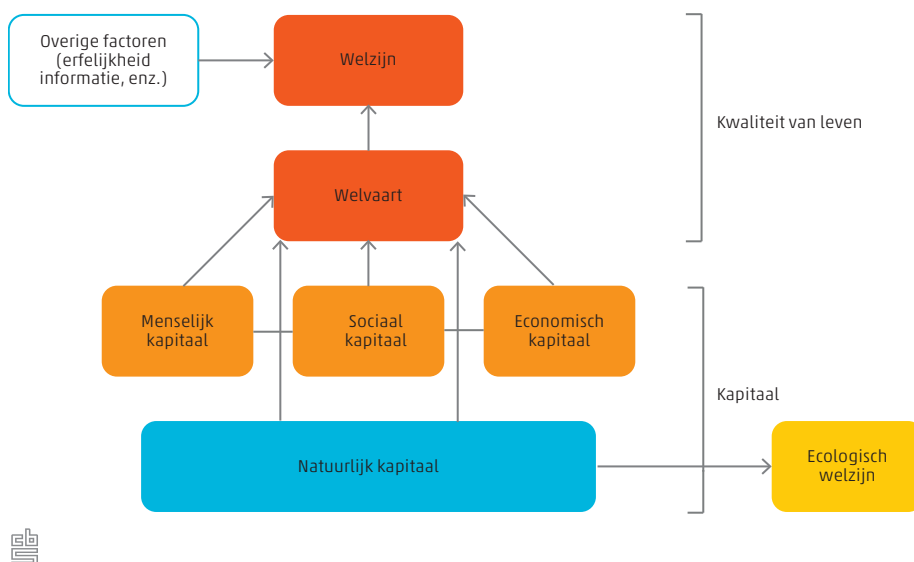 Overige factoren
(erfelijkheid
informatie, enz.)
Welzijn
Kwaliteit van leven
Welvaart
Menselijk
kapitaal
Sociaal
kapitaal
Economisch
kapitaal
Kapitaal
Natuurlijk kapitaal
Ecologisch
welzijn
cbs